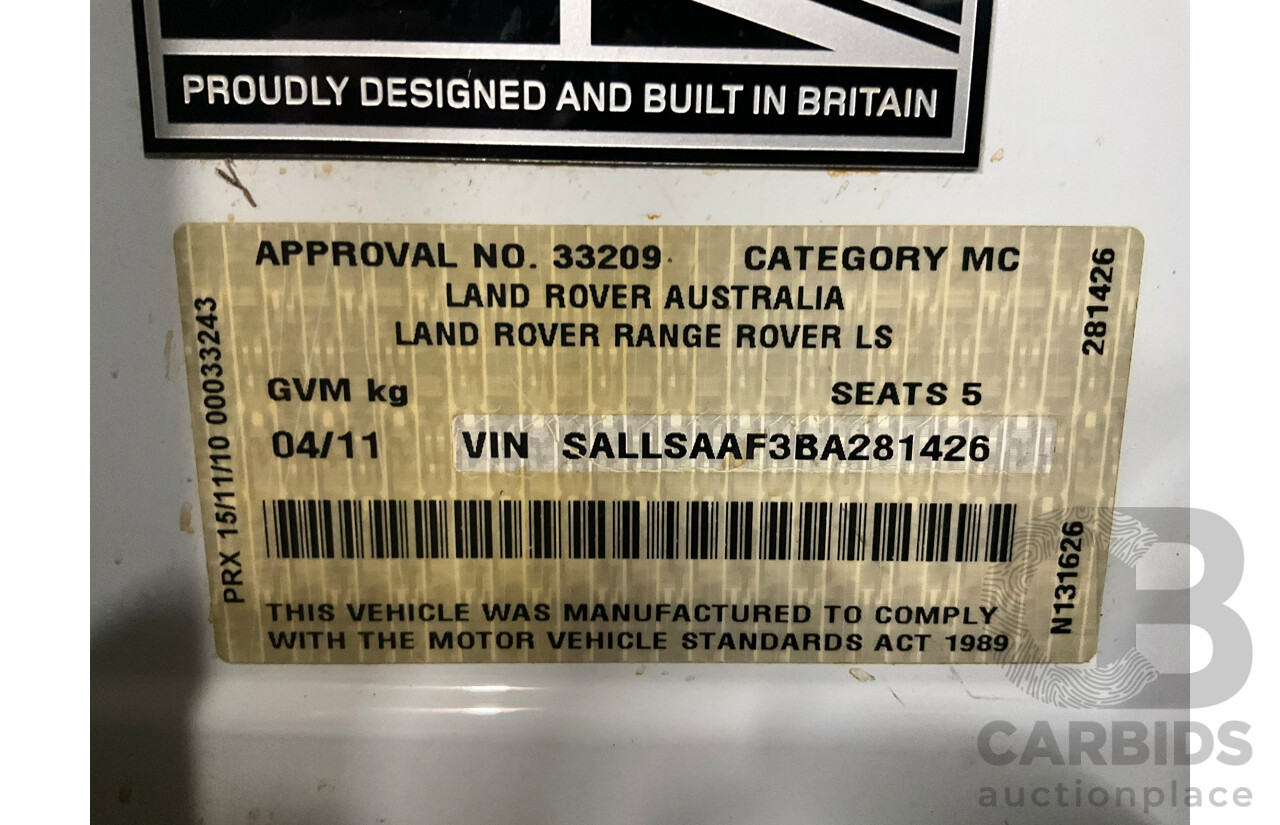 PROUDLY DESIGNED AND BUILT IN BRITAIN
APPROVAL NO. 33209 CATEGORY MC
LAND ROVER AUSTRALIA
LAND ROVER RANGE ROVER LS
GVM kg SEATS 5
04/11 VIN SALLSAAF3BA281426
THIS VEHICLE WAS MANUFACTURED TO COMPLY
WITH THE MOTOR VEHICLE STANDARDS ACT 1989
PRX 15/11/10 00033243
281426
N131626
CB
CARBIDS
auctionplace